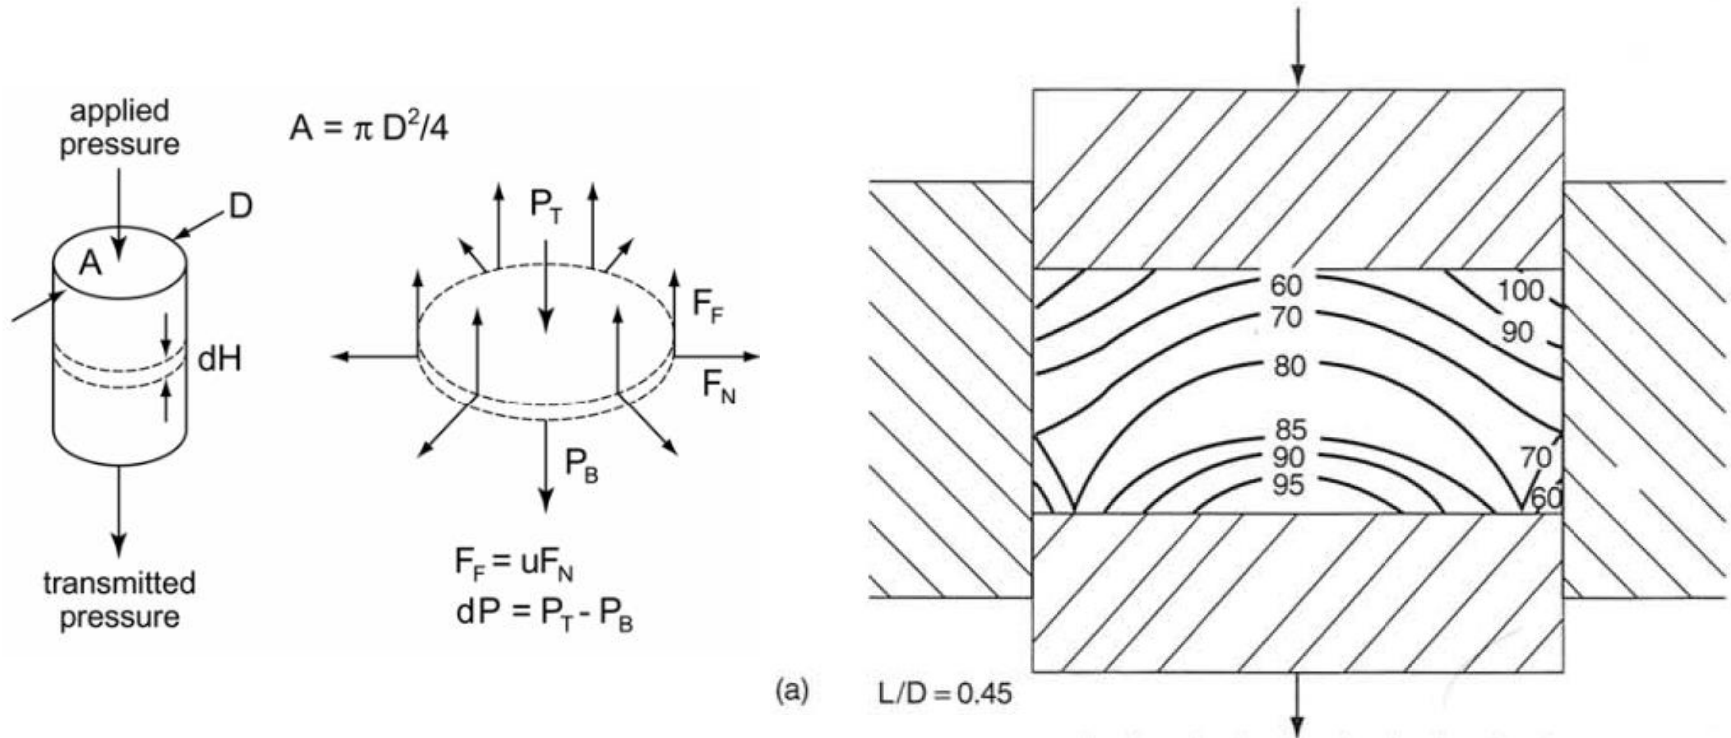 applied
pressure
A = π D²/4
D
A
dH
transmitted
pressure
P_T
F_F
F_N
P_B
F_F = uF_N
dP = P_T - P_B
60
100
70
90
80
85
90
70
95
60
(a) L/D = 0.45